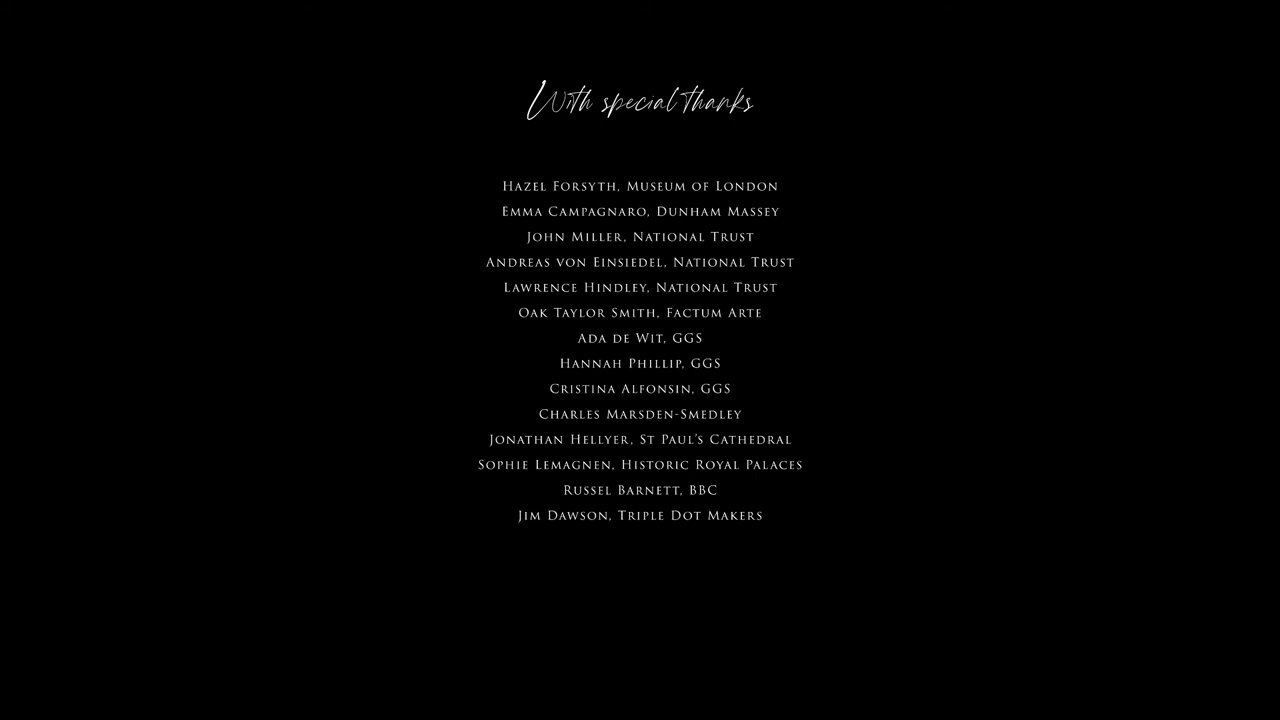 With special thanks
Hazel Forsyth, Museum of London
Emma Campagnaro, Dunham Massey
John Miller, National Trust
Andreas von Einsiedel, National Trust
Lawrence Hindley, National Trust
Oak Taylor Smith, Factum Arte
Ada de Wit, GGS
Hannah Phillip, GGS
Cristina Alfonsin, GGS
Charles Marsden-Smedley
Jonathan Hellyer, St Paul's Cathedral
Sophie Lemagnen, Historic Royal Palaces
Russel Barnett, BBC
Jim Dawson, Triple Dot Makers